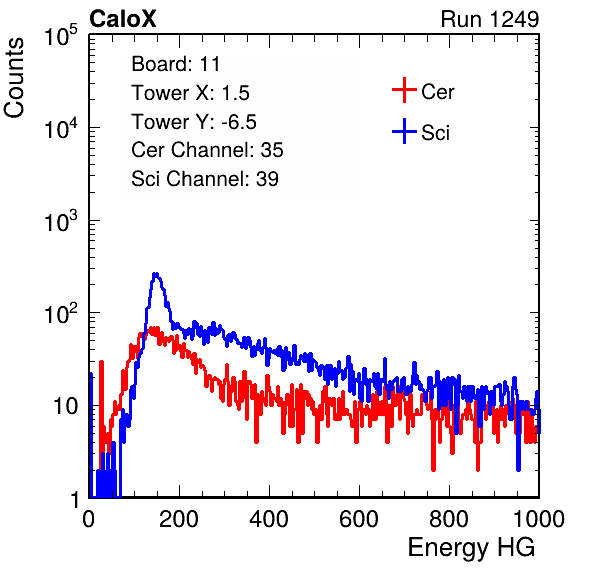 CaloX Run 1249
Counts
Board: 11
Tower X: 1.5
Tower Y: -6.5
Cer Channel: 35
Sci Channel: 39
Cer
Sci
10^5
10^4
10^3
10^2
10
1
0 200 400 600 800 1000
Energy HG